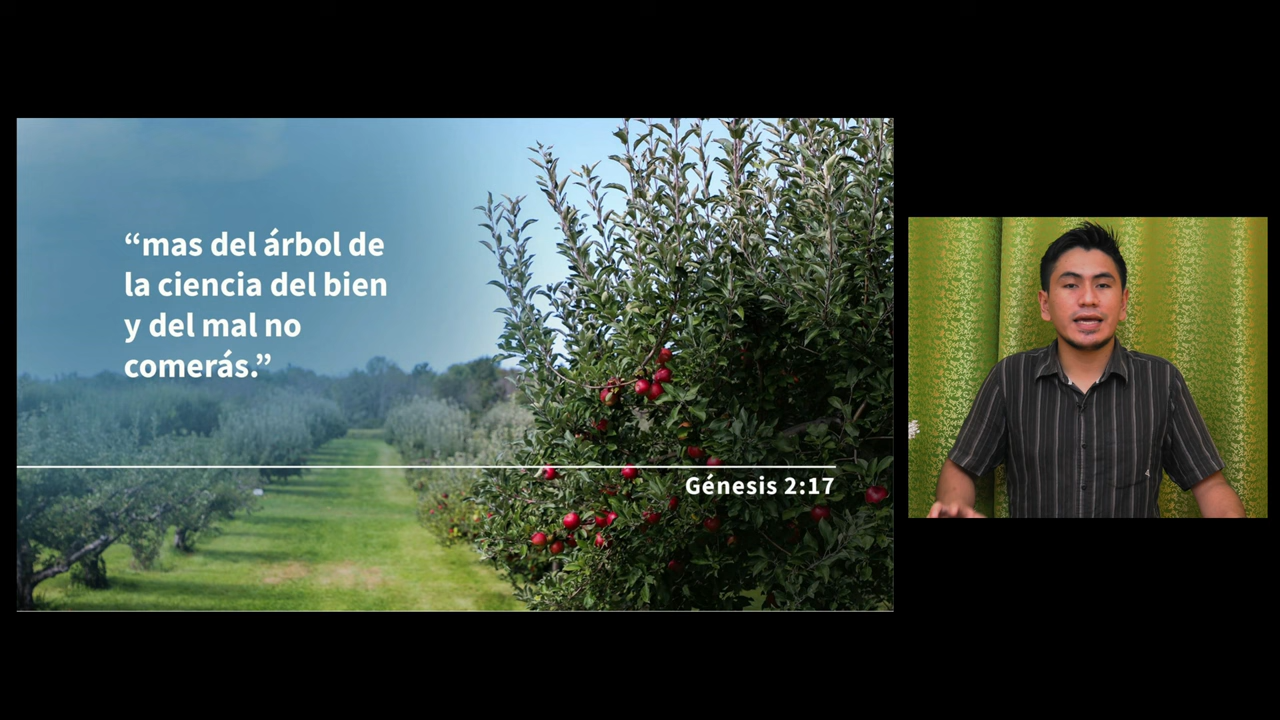 “mas del árbol de
la ciencia del bien
y del mal no
comerás.”
Génesis 2:17